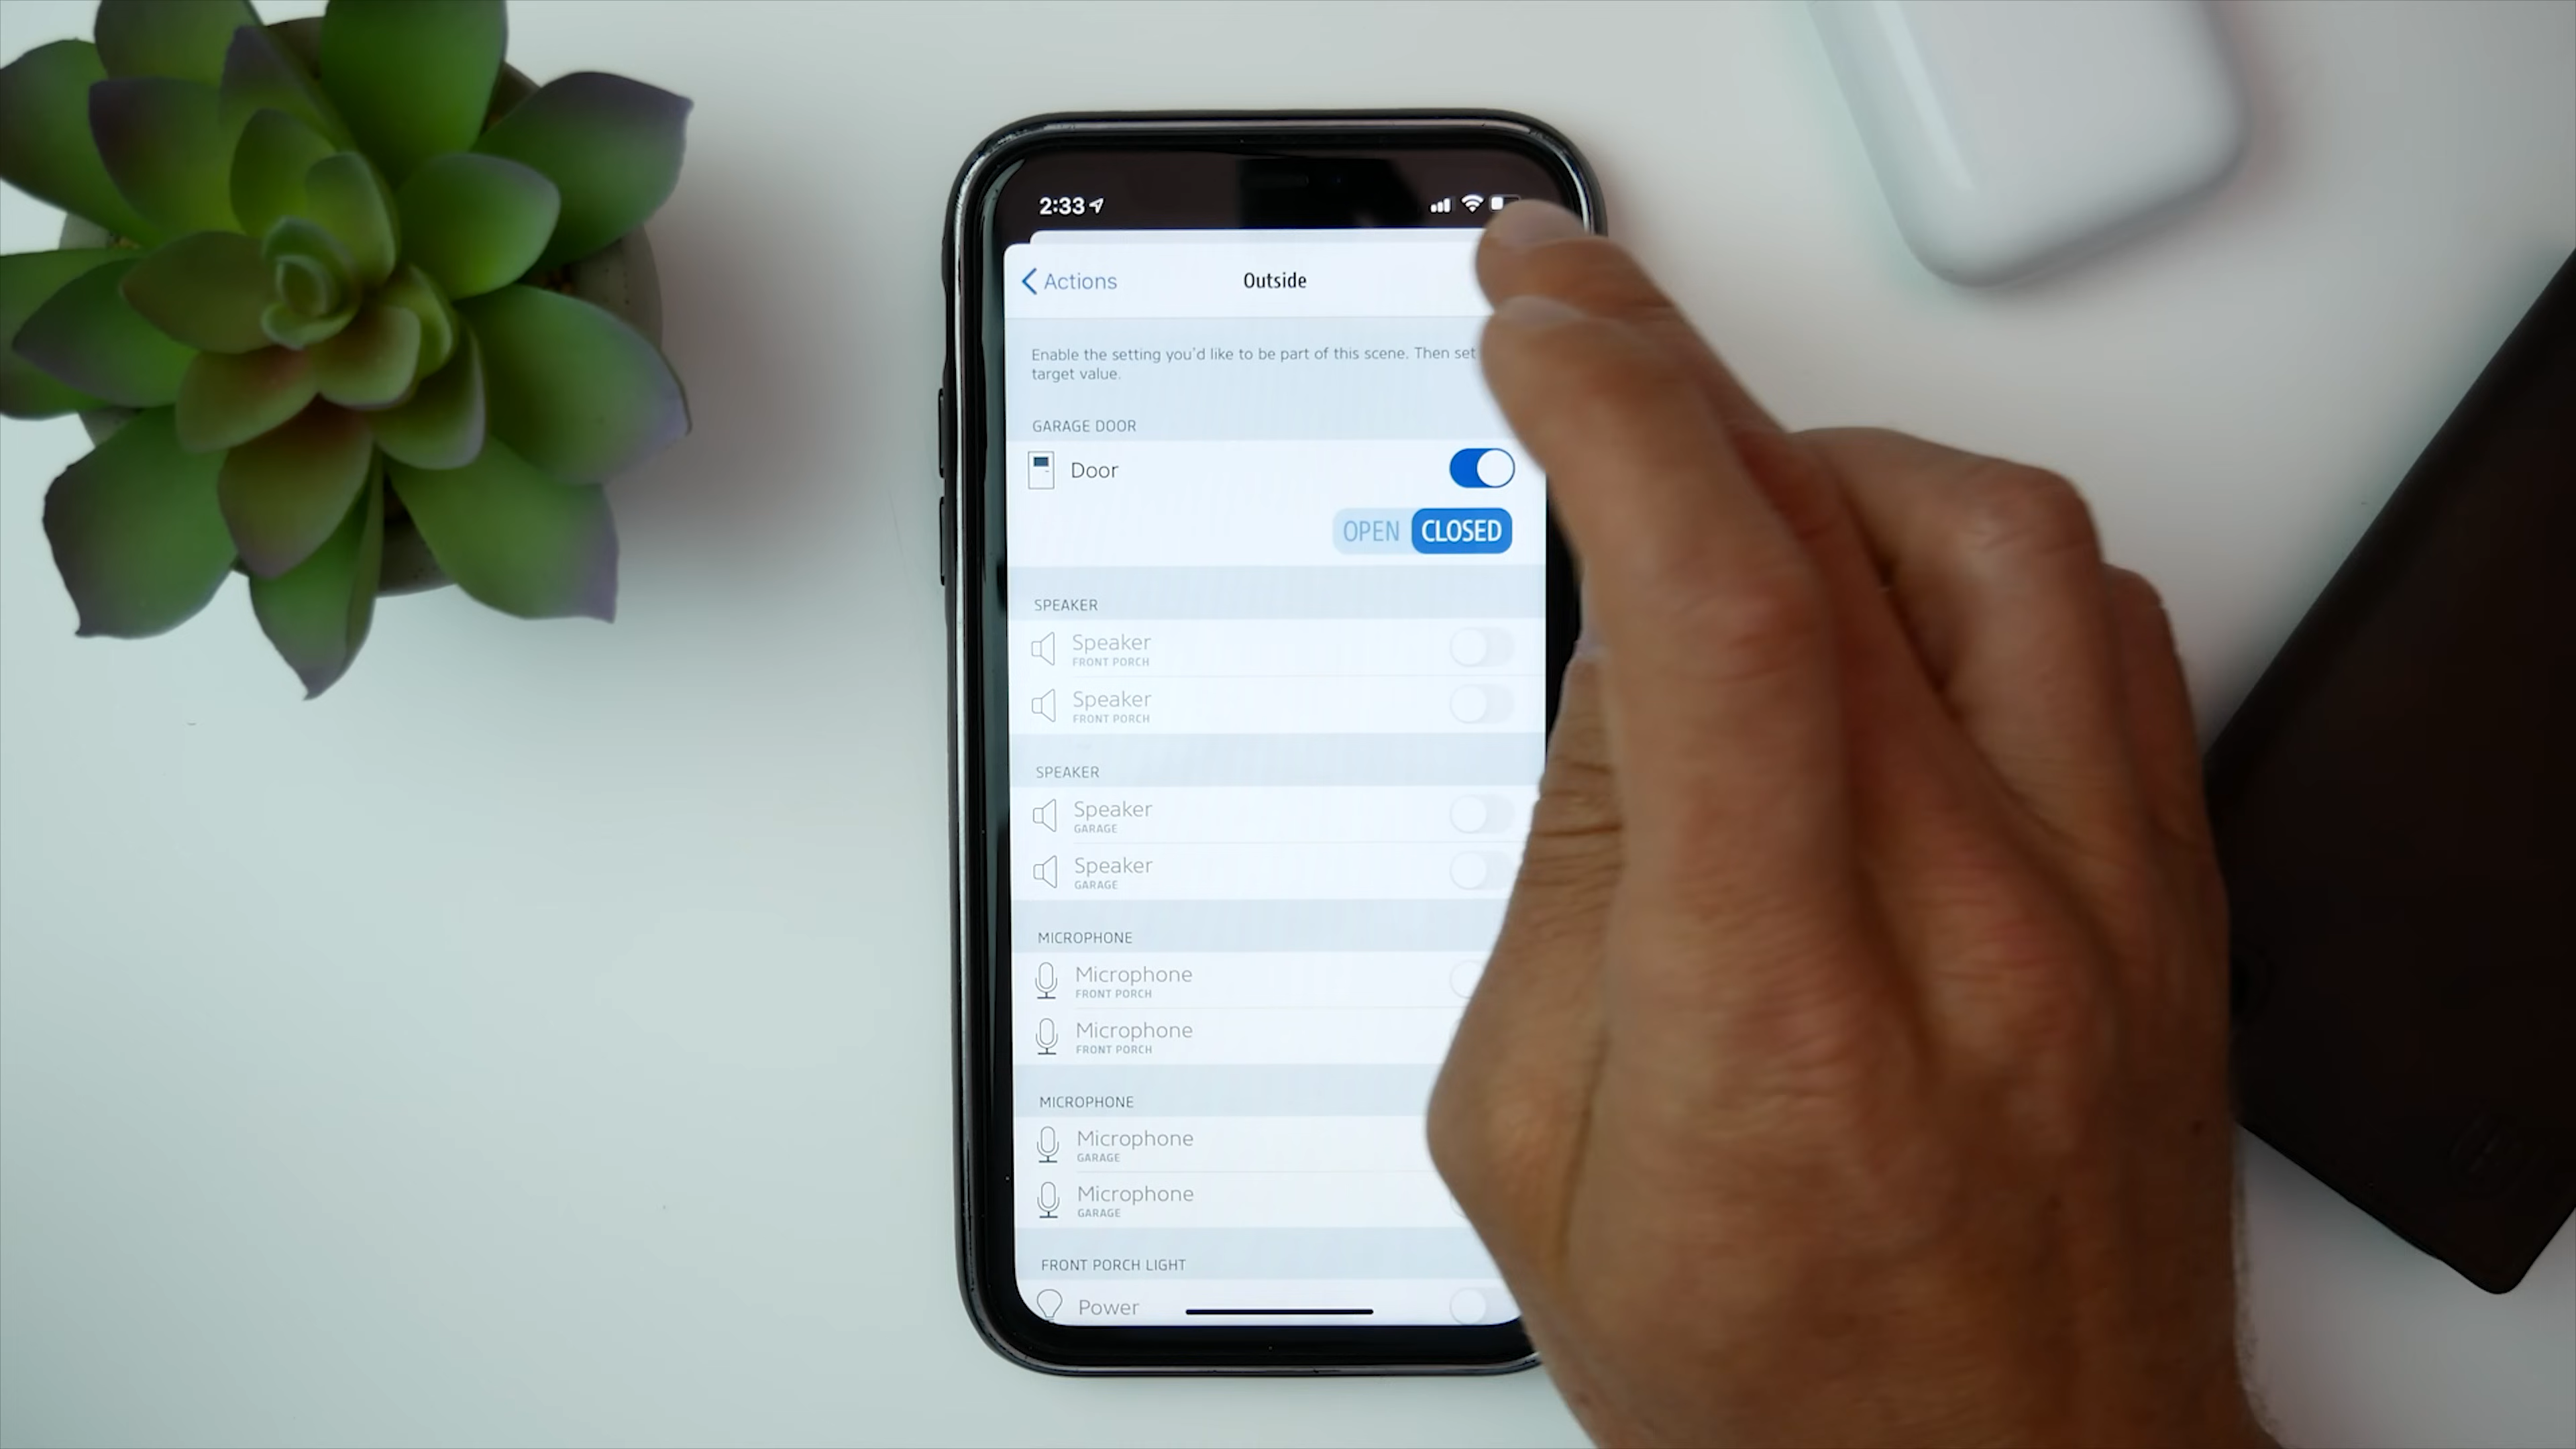 2:33
Actions
Outside
Enable the setting you'd like to be part of this scene. Then set
target value.
GARAGE DOOR
Door
OPEN CLOSED
SPEAKER
Speaker
FRONT PORCH
Speaker
FRONT PORCH
SPEAKER
Speaker
GARAGE
Speaker
GARAGE
MICROPHONE
Microphone
FRONT PORCH
Microphone
FRONT PORCH
MICROPHONE
Microphone
GARAGE
Microphone
GARAGE
FRONT PORCH LIGHT
Power